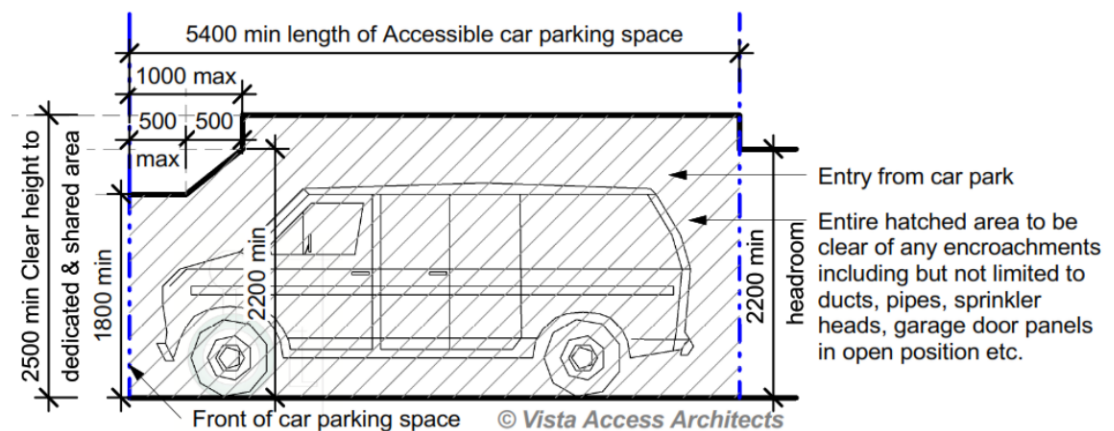 5400 min length of Accessible car parking space
1000 max
500
500
max
2500 min Clear height to
dedicated & shared area
1800 min
2200 min
2200 min
headroom
Entry from car park
Entire hatched area to be
clear of any encroachments
including but not limited to
ducts, pipes, sprinkler
heads, garage door panels
in open position etc.
Front of car parking space
© Vista Access Architects